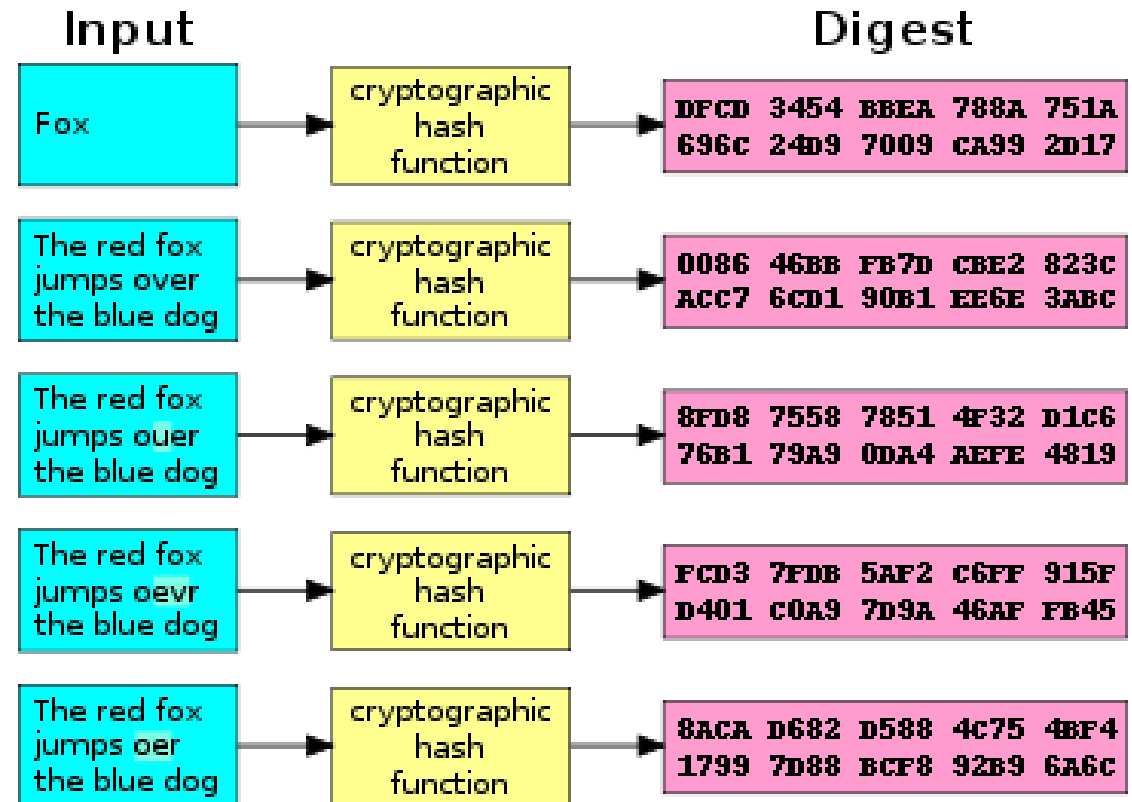 Input
Digest
Fox
cryptographic
hash
function
DFCD 3454 BBEA 788A 751A
696C 24D9 7009 CA99 2D17
The red fox
jumps over
the blue dog
cryptographic
hash
function
0086 46BB FB7D CBE2 823C
ACC7 6CD1 90B1 EE6E 3ABC
The red fox
jumps ouer
the blue dog
cryptographic
hash
function
8FD8 7558 7851 4F32 D1C6
76B1 79A9 0DA4 AEFE 4819
The red fox
jumps oevr
the blue dog
cryptographic
hash
function
FCD3 7FDB 5AF2 C6FF 915F
D401 C0A9 7D9A 46AF FB45
The red fox
jumps oer
the blue dog
cryptographic
hash
function
8ACA D682 D588 4C75 4BF4
1799 7D88 BCF8 92B9 6A6C